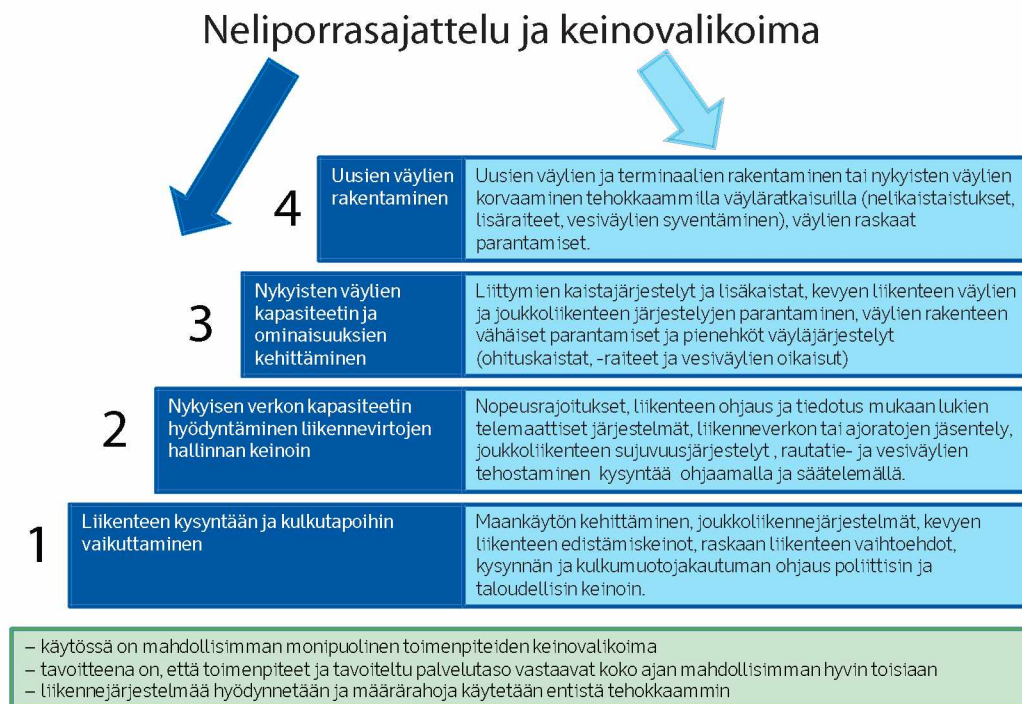 Neliporrasajattelu ja keinovalikoima
4
Uusien väylien
rakentaminen
Uusien väylien ja terminaalien rakentaminen tai nykyisten väylien
korvaaminen tehokkaammilla väyläratkaisuilla (nelikaistaistukset,
lisäraiteet, vesiväylien syventäminen), väylien raskaat
parantamiset.
3
Nykyisten väylien
kapasiteetin ja
ominaisuuksien
kehittäminen
Liittymien kaistajärjestelyt ja lisäkaistat, kevyen liikenteen väylien
ja joukkoliikenteen järjestelyjen parantaminen, väylien rakenteen
vähäiset parantamiset ja pienehköt väyläjärjestelyt
(ohituskaistat, -raiteet ja vesiväylien oikaisut)
2
Nykyisen verkon kapasiteetin
hyödyntäminen liikennevirtojen
hallinnan keinoin
Nopeusrajoitukset, liikenteen ohjaus ja tiedotus mukaan lukien
telemaattiset järjestelmät, liikenneverkon tai ajoratojen jäsentely,
joukkoliikenteen sujuvuusjärjestelyt , rautatie- ja vesiväylien
tehostaminen kysyntää ohjaamalla ja säätelemällä.
1
Liikenteen kysyntään ja kulkutapoihin
vaikuttaminen
Maankäytön kehittäminen, joukkoliikennejärjestelmät, kevyen
liikenteen edistämiskeinot, raskaan liikenteen vaihtoehdot,
kysynnän ja kulkumuotojakautuman ohjaus poliittisin ja
taloudellisin keinoin.
– käytössä on mahdollisimman monipuolinen toimenpiteiden keinovalikoima
– tavoitteena on, että toimenpiteet ja tavoiteltu palvelutaso vastaavat koko ajan mahdollisimman hyvin toisiaan
– liikennejärjestelmää hyödynnetään ja määrärahoja käytetään entistä tehokkaammin